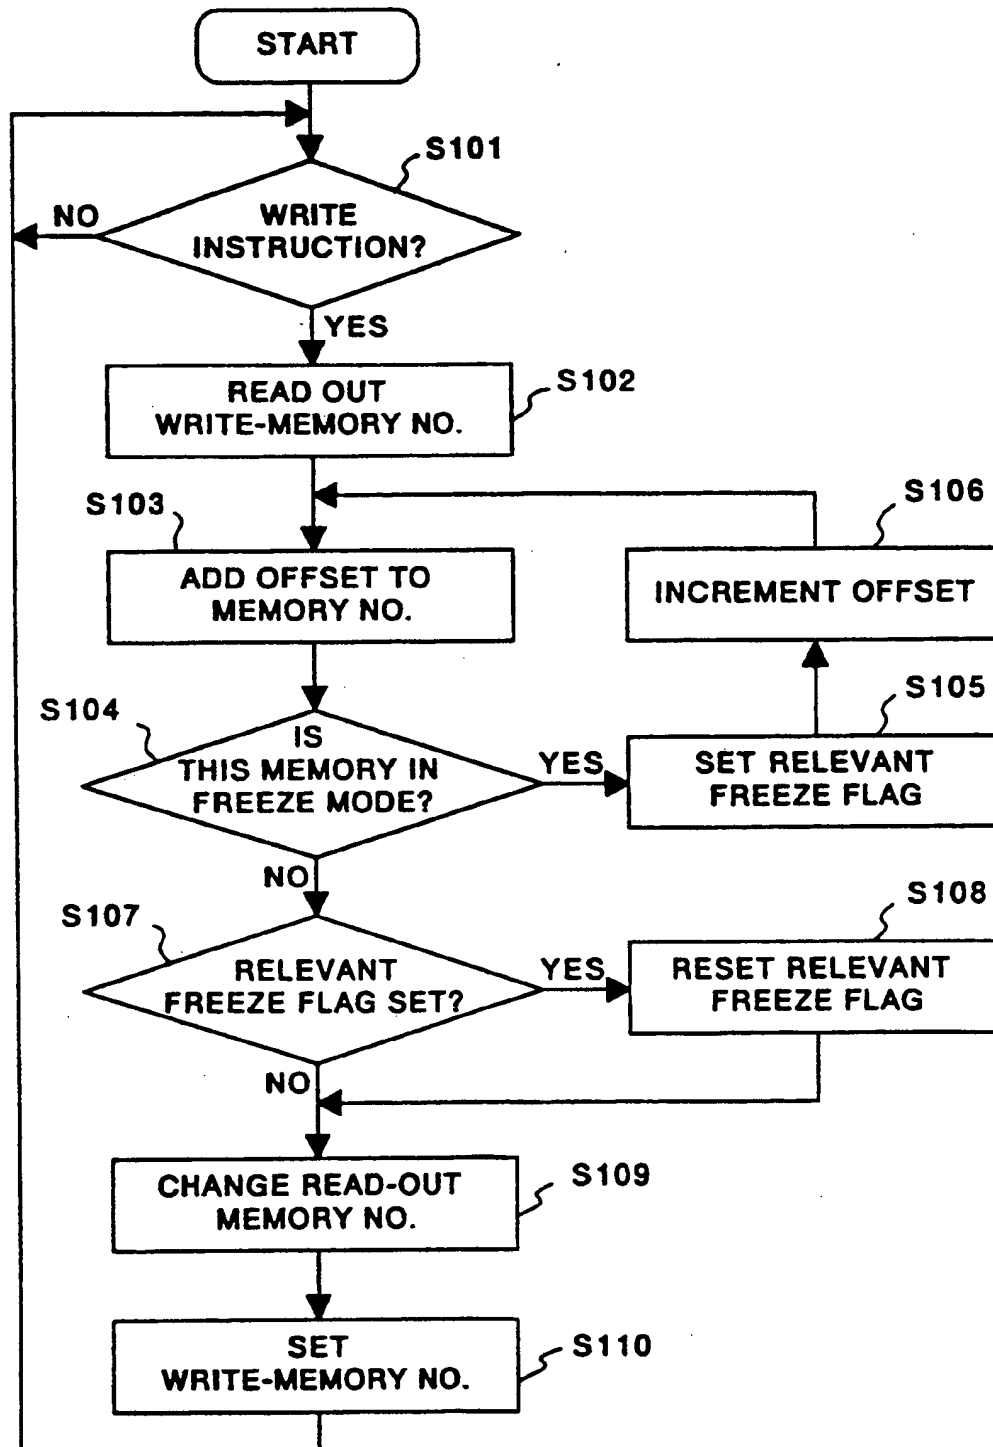 START
S101
WRITE
INSTRUCTION?
NO
YES
READ OUT
WRITE-MEMORY NO.
S102
S103
ADD OFFSET TO
MEMORY NO.
S106
INCREMENT OFFSET
S104
IS
THIS MEMORY IN
FREEZE MODE?
YES
S105
SET RELEVANT
FREEZE FLAG
NO
S107
RELEVANT
FREEZE FLAG SET?
YES
S108
RESET RELEVANT
FREEZE FLAG
NO
CHANGE READ-OUT
MEMORY NO.
S109
SET
WRITE-MEMORY NO.
S110